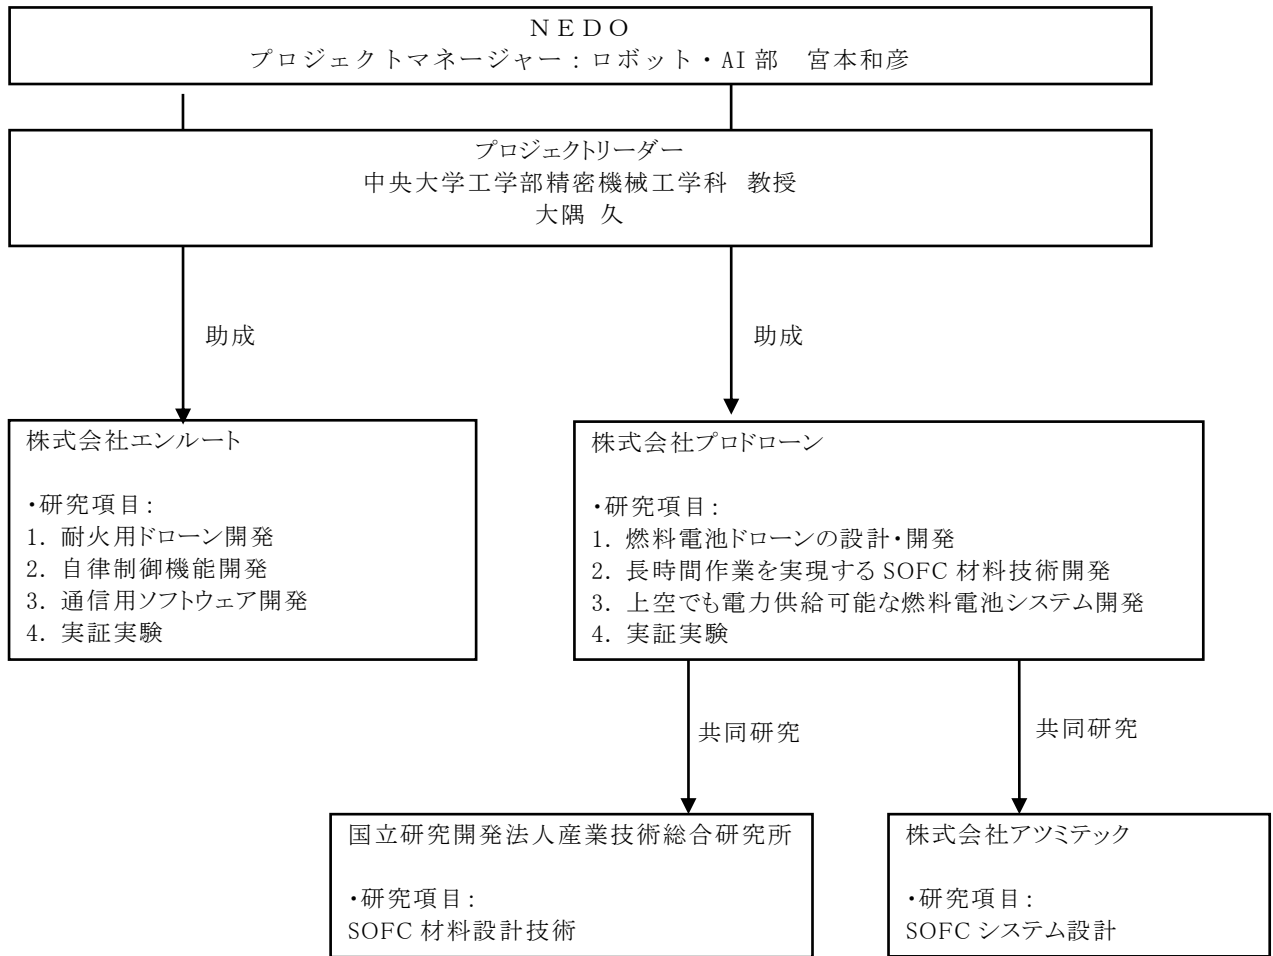 NEDO
プロジェクトマネージャー：ロボット・AI部　宮本和彦
プロジェクトリーダー
中央大学工学部精密機械工学科 教授
大隅 久
助成
助成
株式会社エンルート
・研究項目：
1. 耐火用ドローン開発
2. 自律制御機能開発
3. 通信用ソフトウェア開発
4. 実証実験
株式会社プロドローン
・研究項目：
1. 燃料電池ドローンの設計・開発
2. 長時間作業を実現する SOFC 材料技術開発
3. 上空でも電力供給可能な燃料電池システム開発
4. 実証実験
共同研究
共同研究
国立研究開発法人産業技術総合研究所
・研究項目：
SOFC 材料設計技術
株式会社アツミテック
・研究項目：
SOFC システム設計